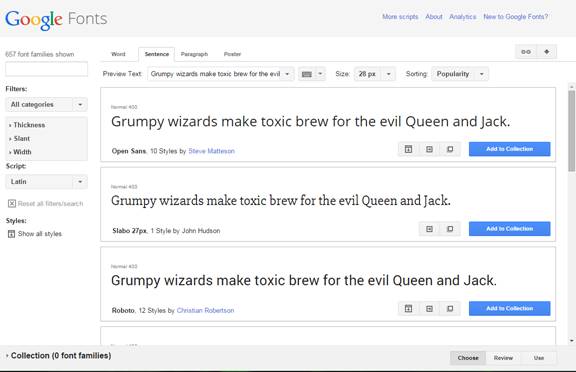 Google Fonts
More scripts About Analytics New to Google Fonts?
657 font families shown
Word Sentence Paragraph Poster
Preview Text: Grumpy wizards make toxic brew for the evil Size: 28 px Sorting: Popularity
Filters:
All categories
Thickness
Slant
Width
Script:
Latin
Reset all filters/search
Styles:
Show all styles
Normal 400
Grumpy wizards make toxic brew for the evil Queen and Jack.
Open Sans, 10 Styles by Steve Matteson
Add to Collection
Normal 400
Grumpy wizards make toxic brew for the evil Queen and Jack.
Slabo 27px, 1 Style by John Hudson
Add to Collection
Normal 400
Grumpy wizards make toxic brew for the evil Queen and Jack.
Roboto, 12 Styles by Christian Robertson
Add to Collection
Normal 400
Collection (0 font families)
Choose Review Use